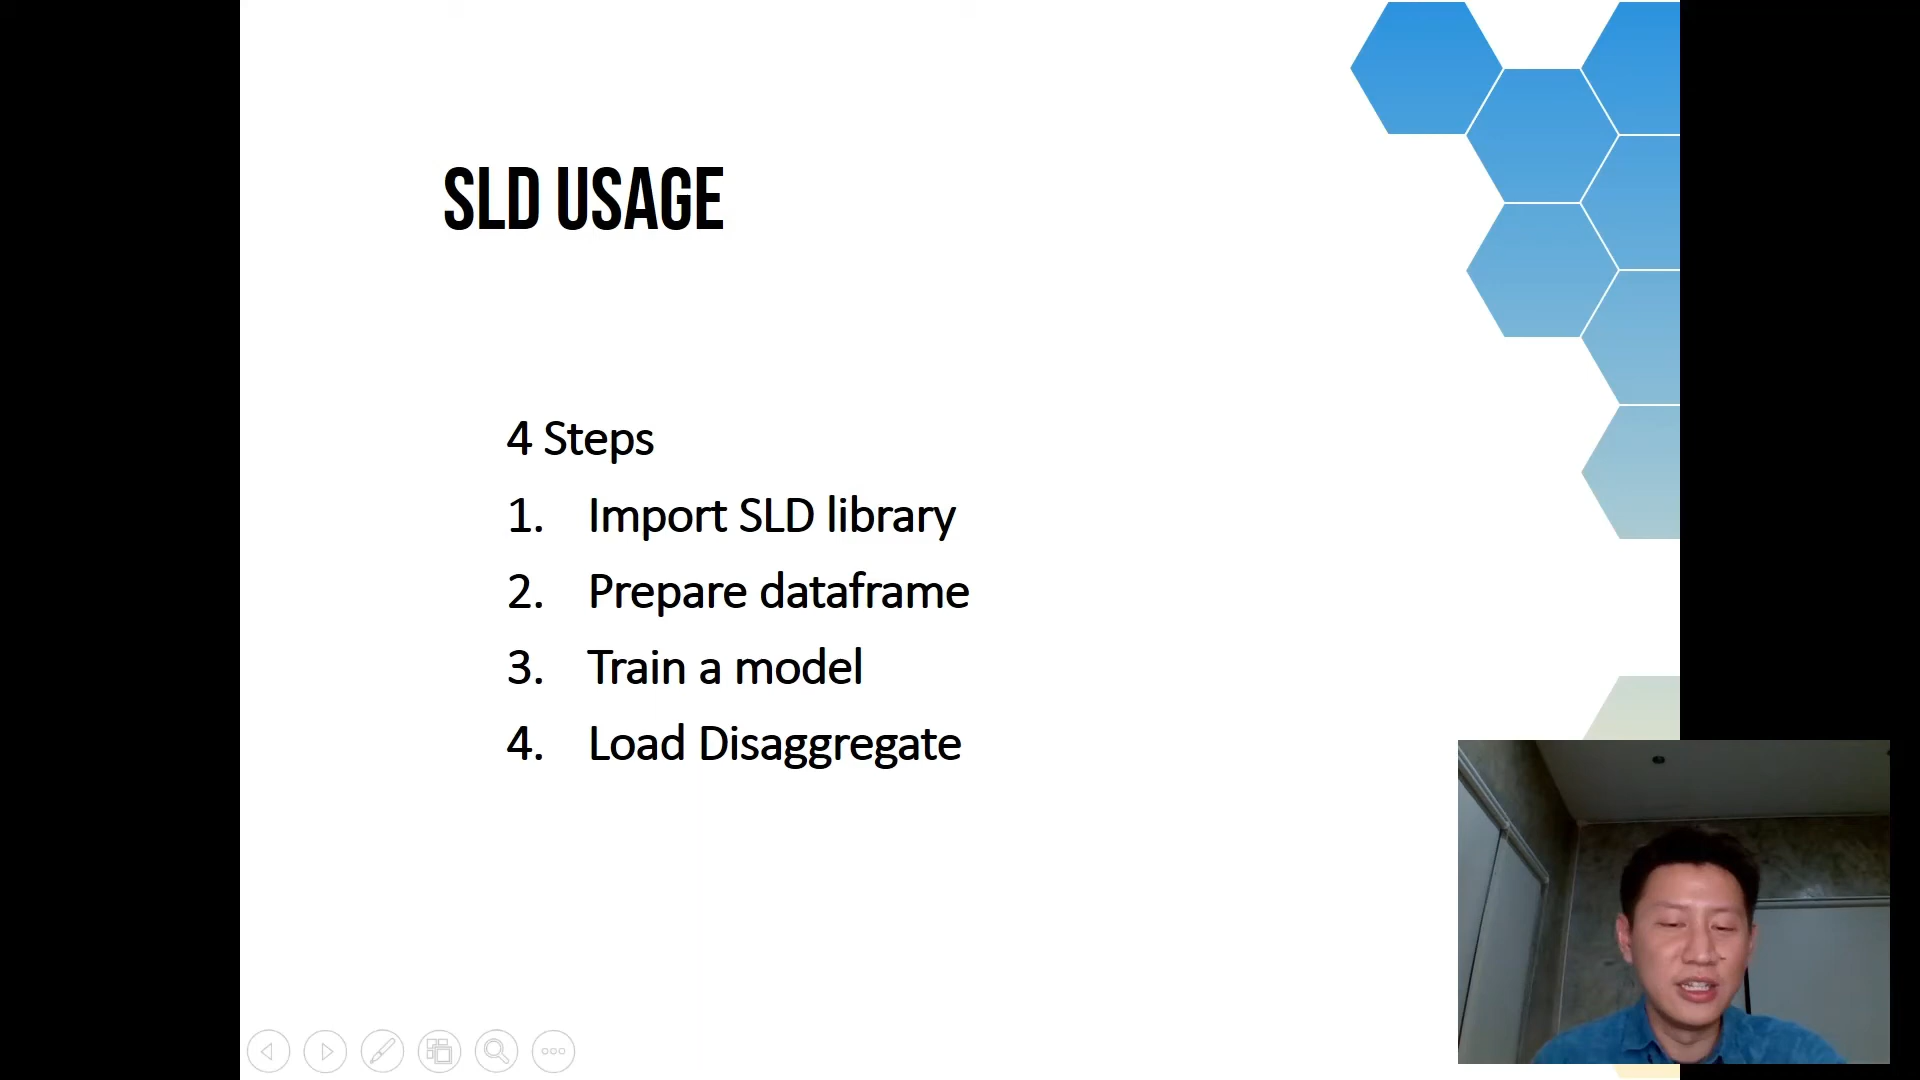 SLD USAGE
4 Steps
1. Import SLD library
2. Prepare dataframe
3. Train a model
4. Load Disaggregate